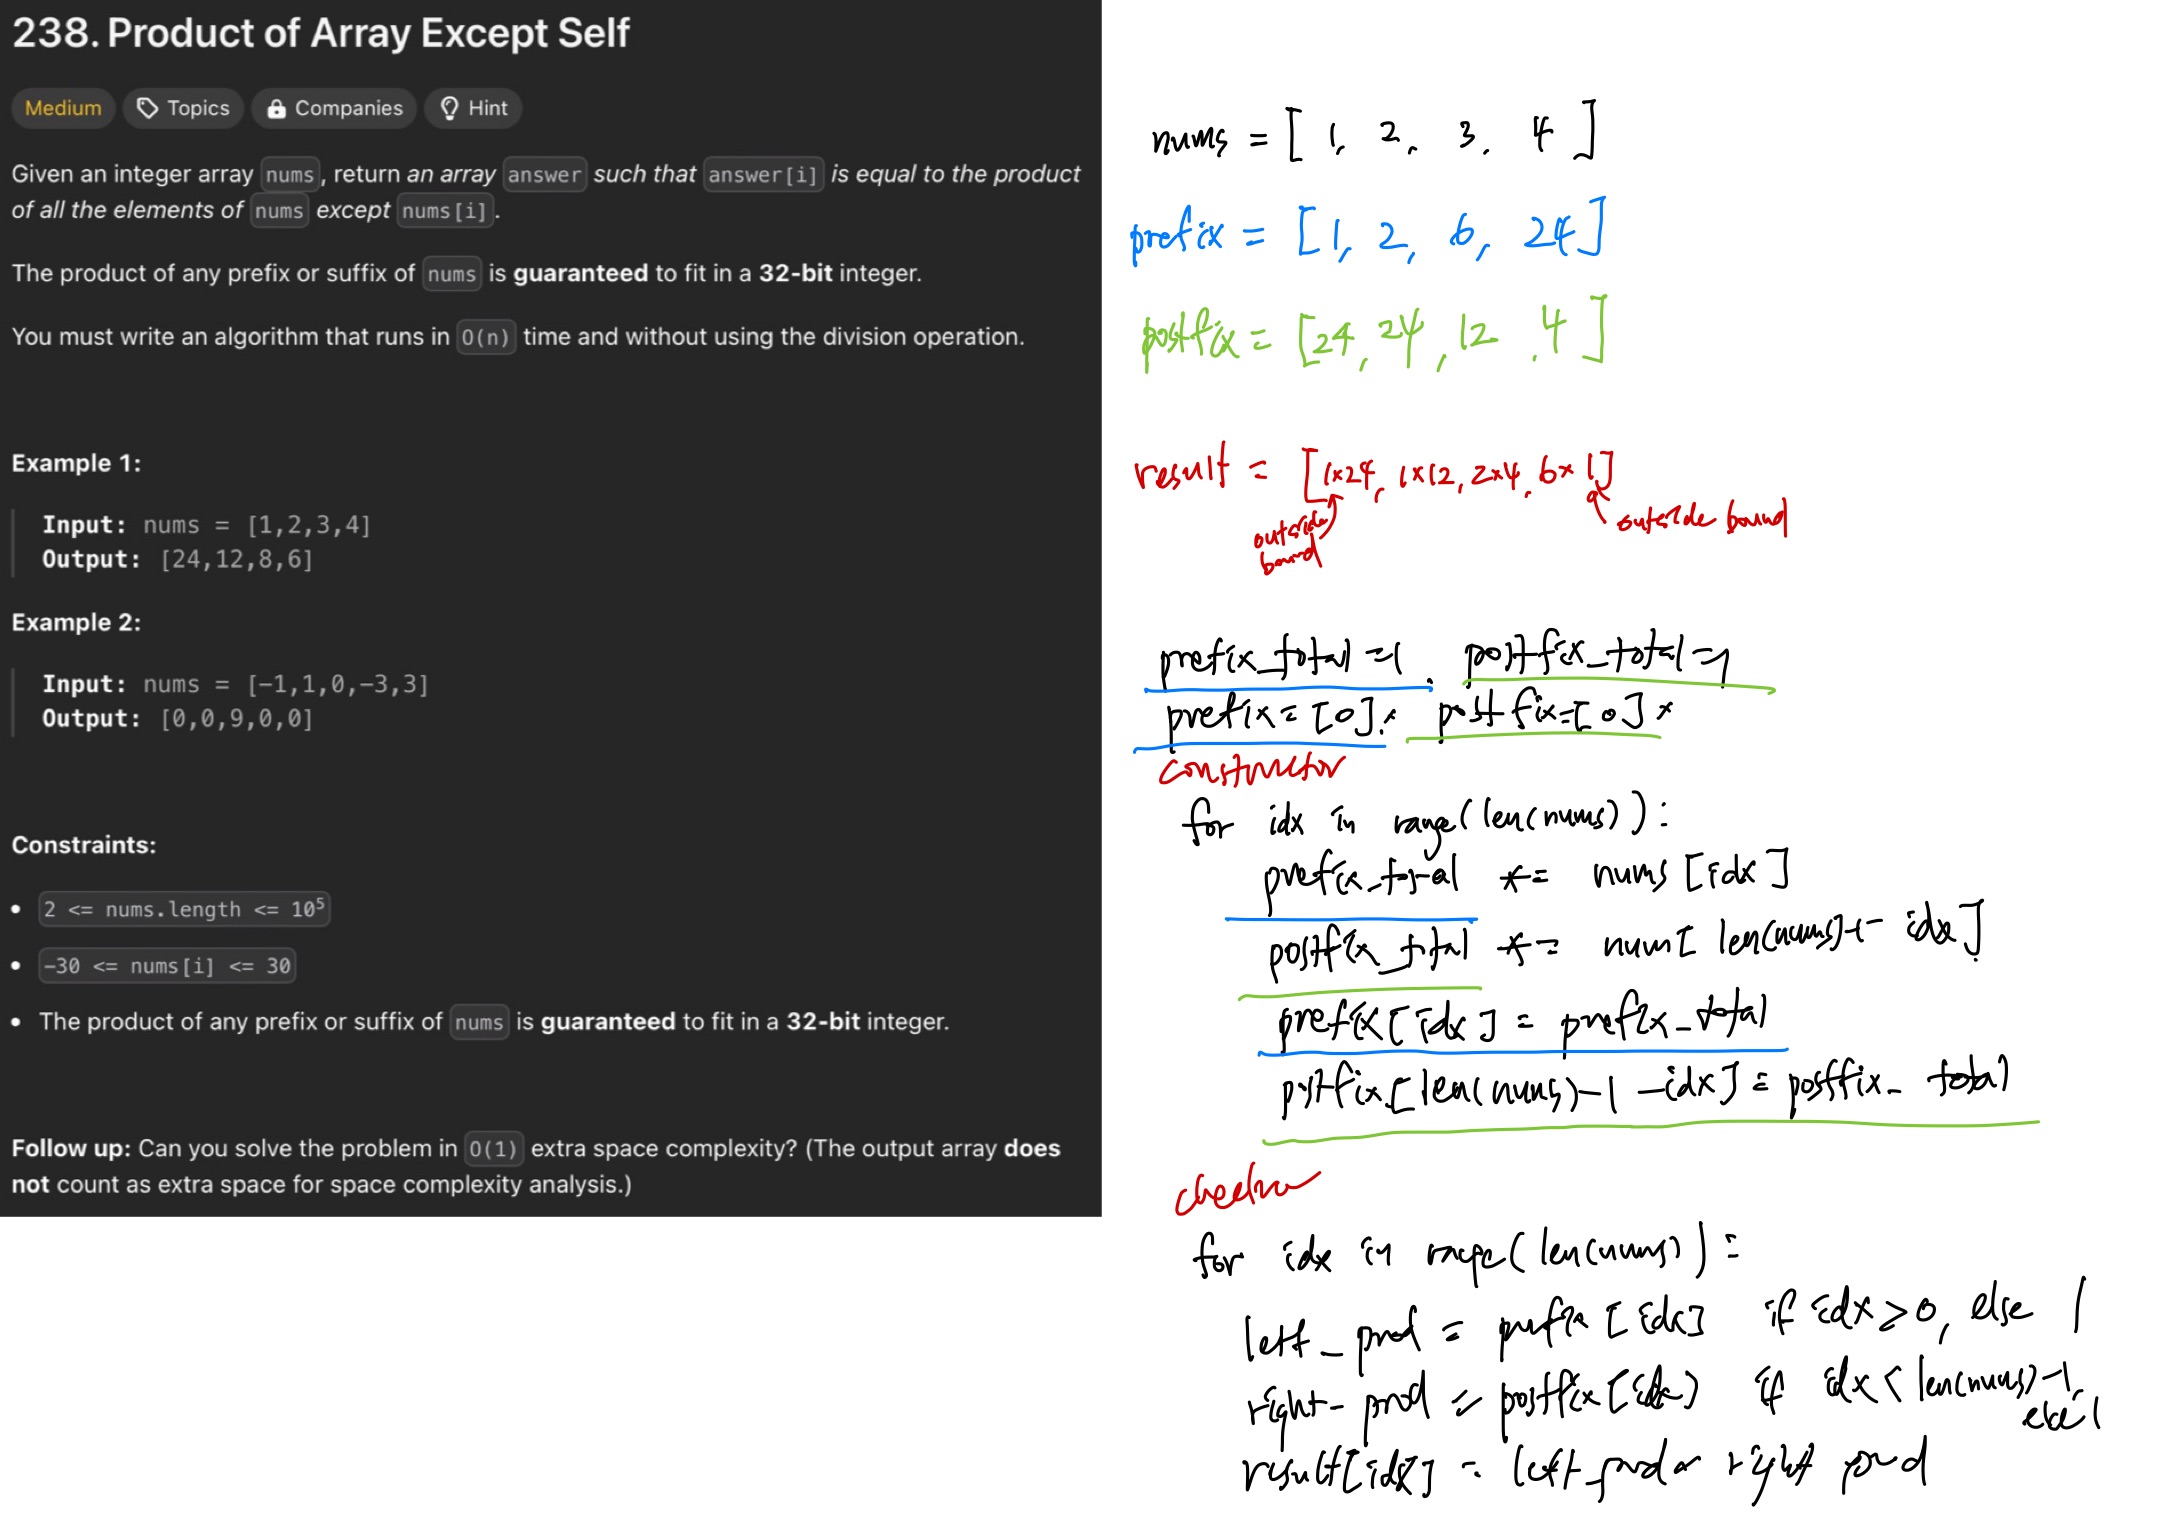 238. Product of Array Except Self
Medium Topics Companies Hint
Given an integer array nums, return an array answer such that answer[i] is equal to the product
of all the elements of nums except nums[i].
The product of any prefix or suffix of nums is guaranteed to fit in a 32-bit integer.
You must write an algorithm that runs in O(n) time and without using the division operation.
Example 1:
Input: nums = [1,2,3,4]
Output: [24,12,8,6]
Example 2:
Input: nums = [-1,1,0,-3,3]
Output: [0,0,9,0,0]
Constraints:
• 2 <= nums.length <= 10⁵
• -30 <= nums[i] <= 30
• The product of any prefix or suffix of nums is guaranteed to fit in a 32-bit integer.
Follow up: Can you solve the problem in O(1) extra space complexity? (The output array does
not count as extra space for space complexity analysis.)
nums = [ 1, 2, 3, 4 ]
prefix = [1, 2, 6, 24]
postfix = [24, 24, 12, 4 ]
result = [1×24, 1×12, 2×4, 6×1]
outside
bound
outside bound
prefix_total =1, postfix_total =1
prefix = [0]* postfix=[0]*
constructor
for idx in range(len(nums)):
prefix_total *= nums [idx]
postfix_total *= num[ len(nums)-1- idx]
prefix[idx] = prefix_total
postfix[len(nums)-1-idx] = postfix_total
for idx in range(len(nums)):
left_prod = prefix [idx] if idx>0, else 1
right_prod = postfix[idx] if idx<len(nums)-1,
else 1
result[idx] = left_prod * right prod